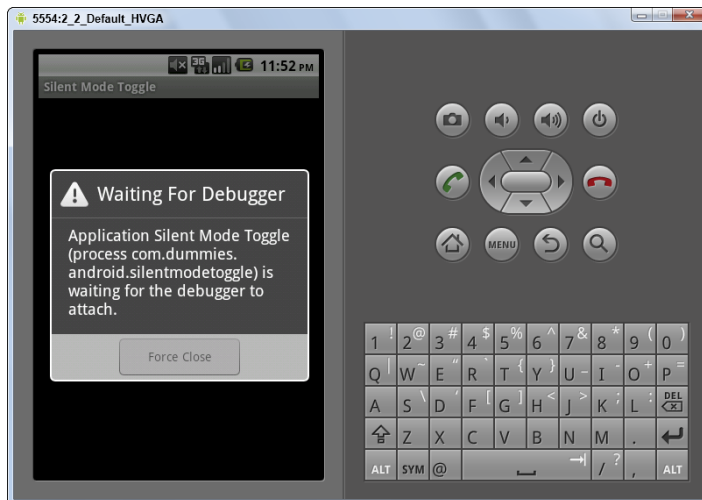 5554:2_2_Default_HVGA
3G 11:52 PM
Silent Mode Toggle
Waiting For Debugger
Application Silent Mode Toggle
(process com.dummies.
android.silentmodetoggle) is
waiting for the debugger to
attach.
Force Close
MENU
1 ! 2 @ 3 # 4 $ 5 % 6 ^ 7 & 8 * 9 ( 0 )
Q | W ~ E “ R ` T { Y } U _ I - O + P =
A S \ D ‘ F [ G ] H < J > K ; L : DEL
Z X C V B N M .
ALT SYM @ / ? , ALT